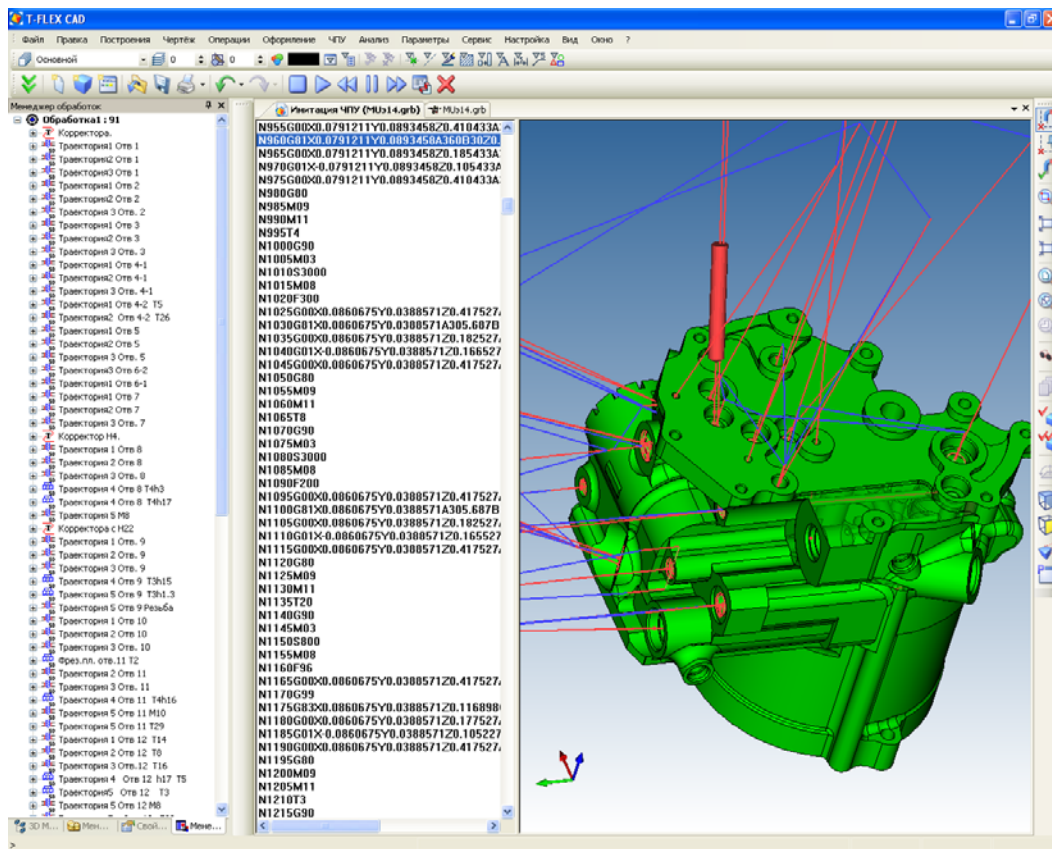 T-FLEX CAD
Файл Правка Построения Чертёж Операции Оформление ЧПУ Анализ Параметры Сервис Настройка Вид Окно ?
Основной 0 0
Менеджер обработок
Имитация ЧПУ (MUэ14.grb) MUэ14.grb
Обработка1 : 91
Корректора.
Траектория1 Отв 1
Траектория2 Отв 1
Траектория3 Отв 1
Траектория1 Отв 2
Траектория2 Отв 2
Траектория 3 Отв. 2
Траектория1 Отв 3
Траектория2 Отв 3
Траектория 3 Отв. 3
Траектория1 Отв 4-1
Траектория2 Отв 4-1
Траектория 3 Отв. 4-1
Траектория1 Отв 4-2 T5
Траектория2 Отв 4-2 T26
Траектория1 Отв 5
Траектория2 Отв 5
Траектория 3 Отв. 5
Траектория3 Отв 6-2
Траектория1 Отв 6-1
Траектория1 Отв 7
Траектория2 Отв 7
Траектория 3 Отв. 7
Корректор H4.
Траектория 1 Отв 8
Траектория 2 Отв 8
Траектория 3 Отв. 8
Траектория 4 Отв 8 T4h3
Траектория 4 Отв 8 T4h17
Траектория 5 M8
Корректора с H22
Траектория 1 Отв. 9
Траектория 2 Отв. 9
Траектория 3 Отв. 9
Траектория 4 Отв 9 T3h15
Траектория 5 Отв 9 T3h1.3
Траектория 5 Отв 9 Резьба
Траектория 1 Отв 10
Траектория 2 Отв 10
Траектория 3 Отв. 10
Фрез.пл. отв.11 T2
Траектория 2 Отв 11
Траектория 3 Отв. 11
Траектория 4 Отв 11 T4h16
Траектория 5 Отв 11 M10
Траектория 5 Отв 11 T29
Траектория 1 Отв 12 T14
Траектория 2 Отв 12 T8
Траектория 3 Отв.12 T16
Траектория 4 Отв 12 h17 T5
Траектория5 Отв 12 T3
Траектория 5 Отв 12 M8
3D М... Мен... Свой... Мене...
N955G00X0.0791211Y0.0893458Z0.410433A
N960G81X0.0791211Y0.0893458A360B30Z0.
N965G00X0.0791211Y0.0893458Z0.185433A
N970G01X-0.0791211Y0.0893458Z0.105433A
N975G00X0.0791211Y0.0893458Z0.410433A
N980G80
N985M09
N990M11
N995T4
N1000G90
N1005M03
N1010S3000
N1015M08
N1020F300
N1025G00X0.0860675Y0.0388571Z0.417527
N1030G81X0.0860675Y0.0388571A305.687B
N1035G00X0.0860675Y0.0388571Z0.182527
N1040G01X-0.0860675Y0.0388571Z0.166527
N1045G00X0.0860675Y0.0388571Z0.417527
N1050G80
N1055M09
N1060M11
N1065T8
N1070G90
N1075M03
N1080S3000
N1085M08
N1090F200
N1095G00X0.0860675Y0.0388571Z0.417527
N1100G81X0.0860675Y0.0388571A305.687B
N1105G00X0.0860675Y0.0388571Z0.182527
N1110G01X-0.0860675Y0.0388571Z0.165527
N1115G00X0.0860675Y0.0388571Z0.417527
N1120G80
N1125M09
N1130M11
N1135T20
N1140G90
N1145M03
N1150S800
N1155M08
N1160F96
N1165G00X0.0860675Y0.0388571Z0.417527
N1170G99
N1175G83X0.0860675Y0.0388571Z0.116898
N1180G00X0.0860675Y0.0388571Z0.177527
N1185G01X-0.0860675Y0.0388571Z0.105227
N1190G00X0.0860675Y0.0388571Z0.417527
N1195G80
N1200M09
N1205M11
N1210T3
N1215G90
>